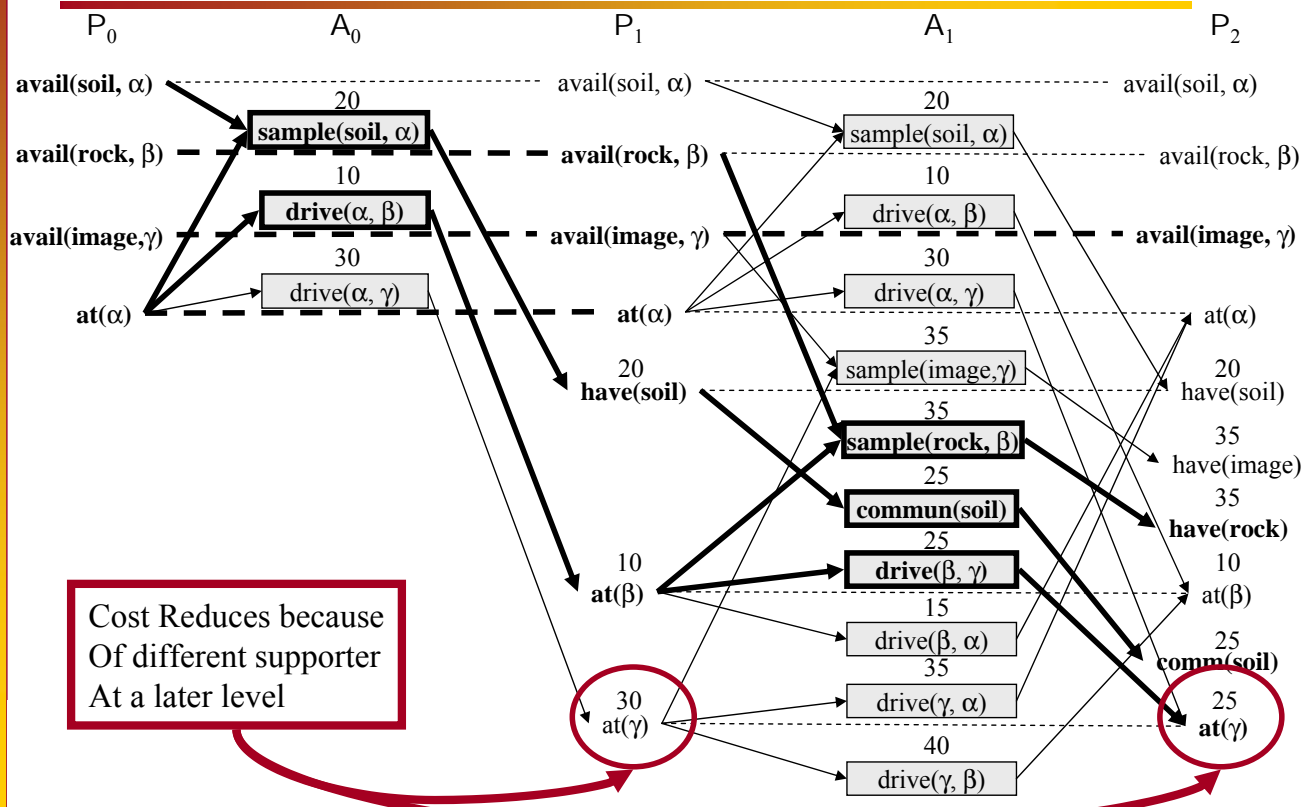 P0 A0 P1 A1 P2
avail(soil, α) avail(soil, α) avail(soil, α)
20 20
sample(soil, α) sample(soil, α)
avail(rock, β) avail(rock, β) avail(rock, β)
10 10
drive(α, β) drive(α, β)
avail(image,γ) avail(image, γ) avail(image, γ)
30 30
drive(α, γ) drive(α, γ)
at(α) at(α) at(α)
35
20 sample(image,γ) 20
have(soil) have(soil)
35 35
sample(rock, β) have(image)
25 35
commun(soil) have(rock)
25
10 drive(β, γ) 10
at(β) at(β)
15
drive(β, α) 25
comm(soil)
35
30 drive(γ, α) 25
at(γ) at(γ)
40
drive(γ, β)
Cost Reduces because
Of different supporter
At a later level